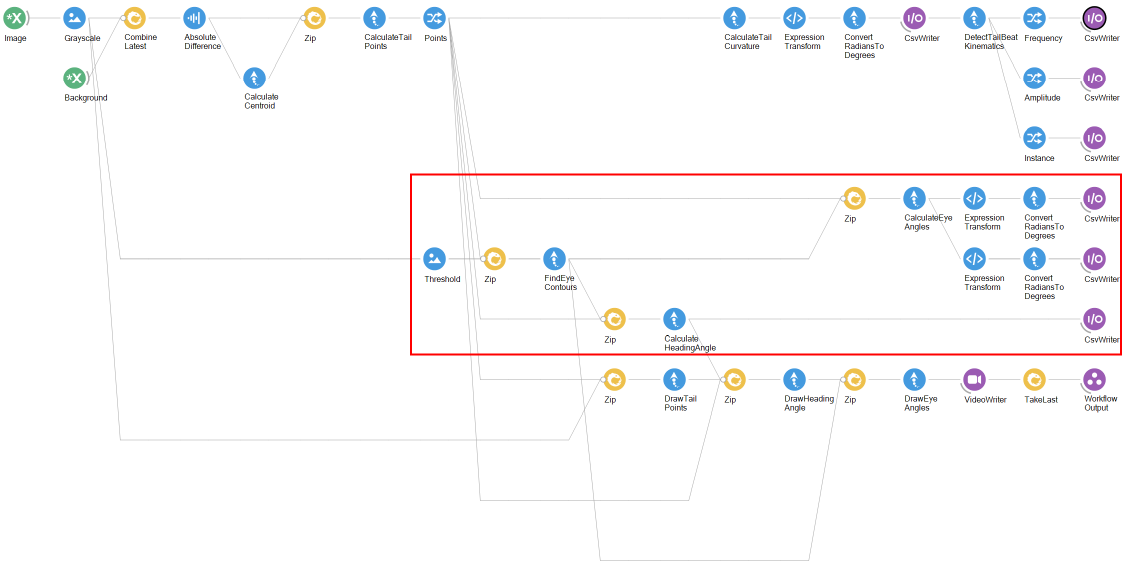 Image
Grayscale
Combine
Latest
Absolute
Difference
Zip
CalculateTail
Points
Points
CalculateTail
Curvature
Expression
Transform
Convert
RadiansTo
Degrees
CsvWriter
DetectTailBeat
Kinematics
Frequency
CsvWriter
Background
Calculate
Centroid
Amplitude
CsvWriter
Instance
CsvWriter
Zip
CalculateEye
Angles
Expression
Transform
Convert
RadiansTo
Degrees
CsvWriter
Threshold
Zip
FindEye
Contours
Expression
Transform
Convert
RadiansTo
Degrees
CsvWriter
Zip
Calculate
HeadingAngle
CsvWriter
Zip
DrawTail
Points
Zip
DrawHeading
Angle
Zip
DrawEye
Angles
VideoWriter
TakeLast
Workflow
Output